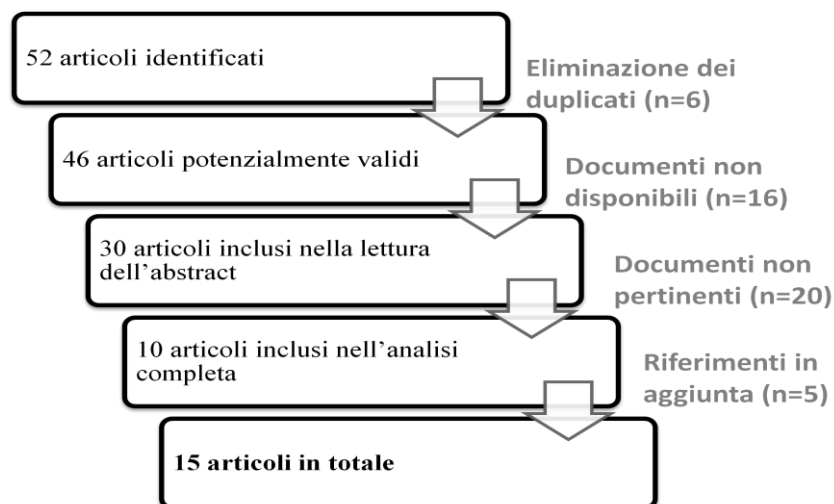 52 articoli identificati
Eliminazione dei
duplicati (n=6)
46 articoli potenzialmente validi
Documenti non
disponibili (n=16)
30 articoli inclusi nella lettura
dell’abstract
Documenti non
pertinenti (n=20)
10 articoli inclusi nell’analisi
completa
Riferimenti in
aggiunta (n=5)
15 articoli in totale